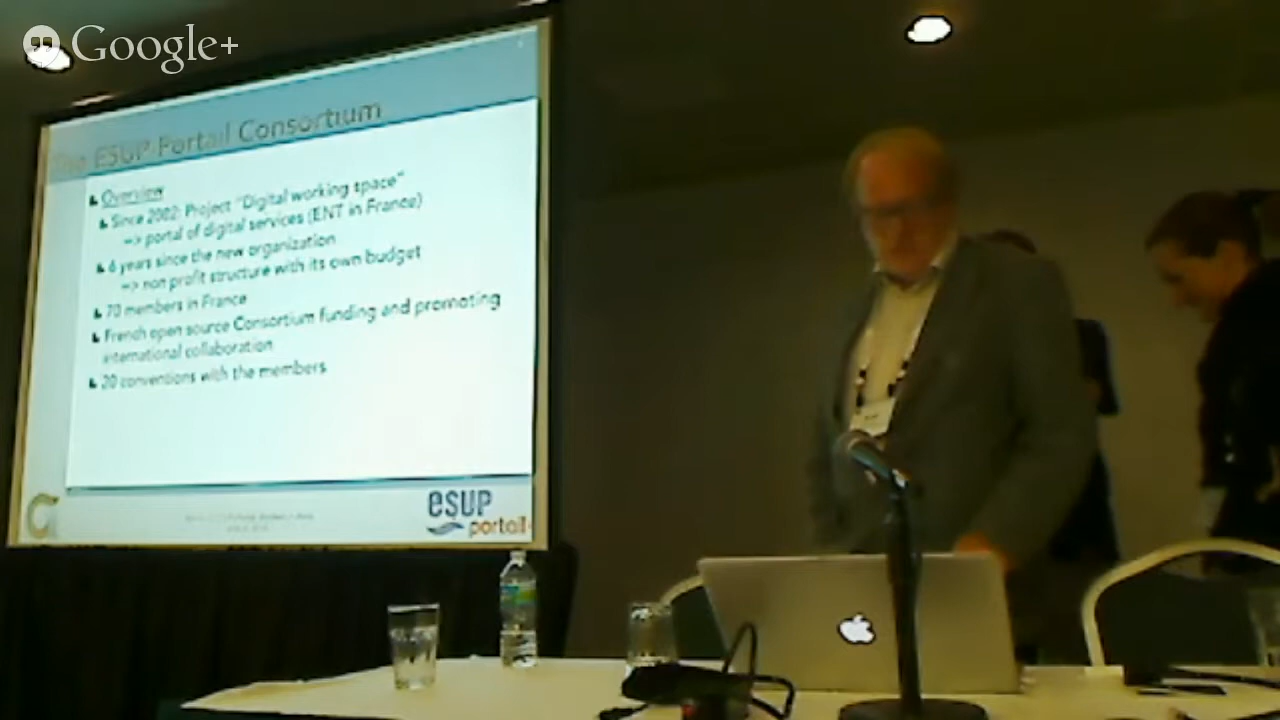 Google+
The ESUP-Portail Consortium
Overview
Since 2002: Project "Digital working space"
=> portal of digital services (ENT in France)
6 years since the new organization
=> non profit structure with its own budget
70 members in France
French open source Consortium funding and promoting
international collaboration
20 conventions with the members
esup
portail